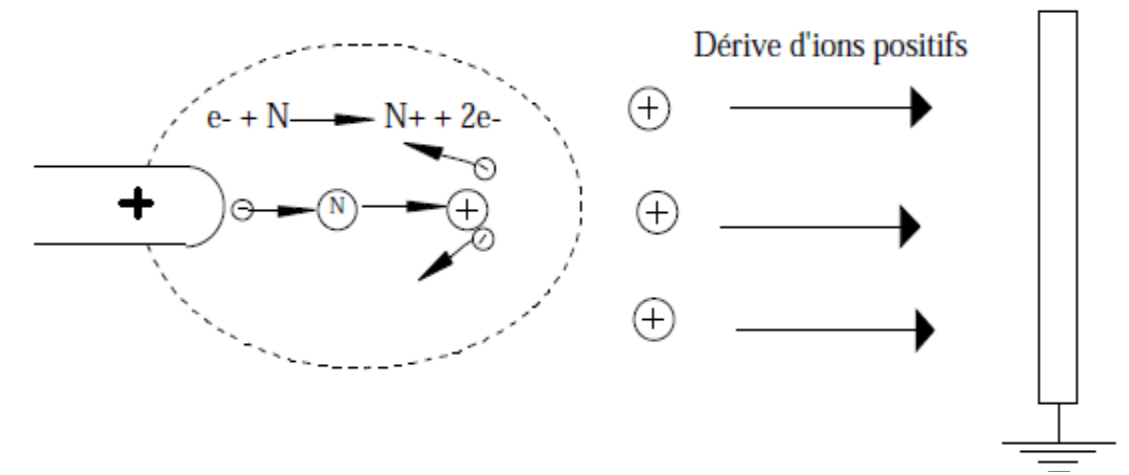 Dérive d'ions positifs
e- + N → N+ + 2e-
+
+
N
+
+
+